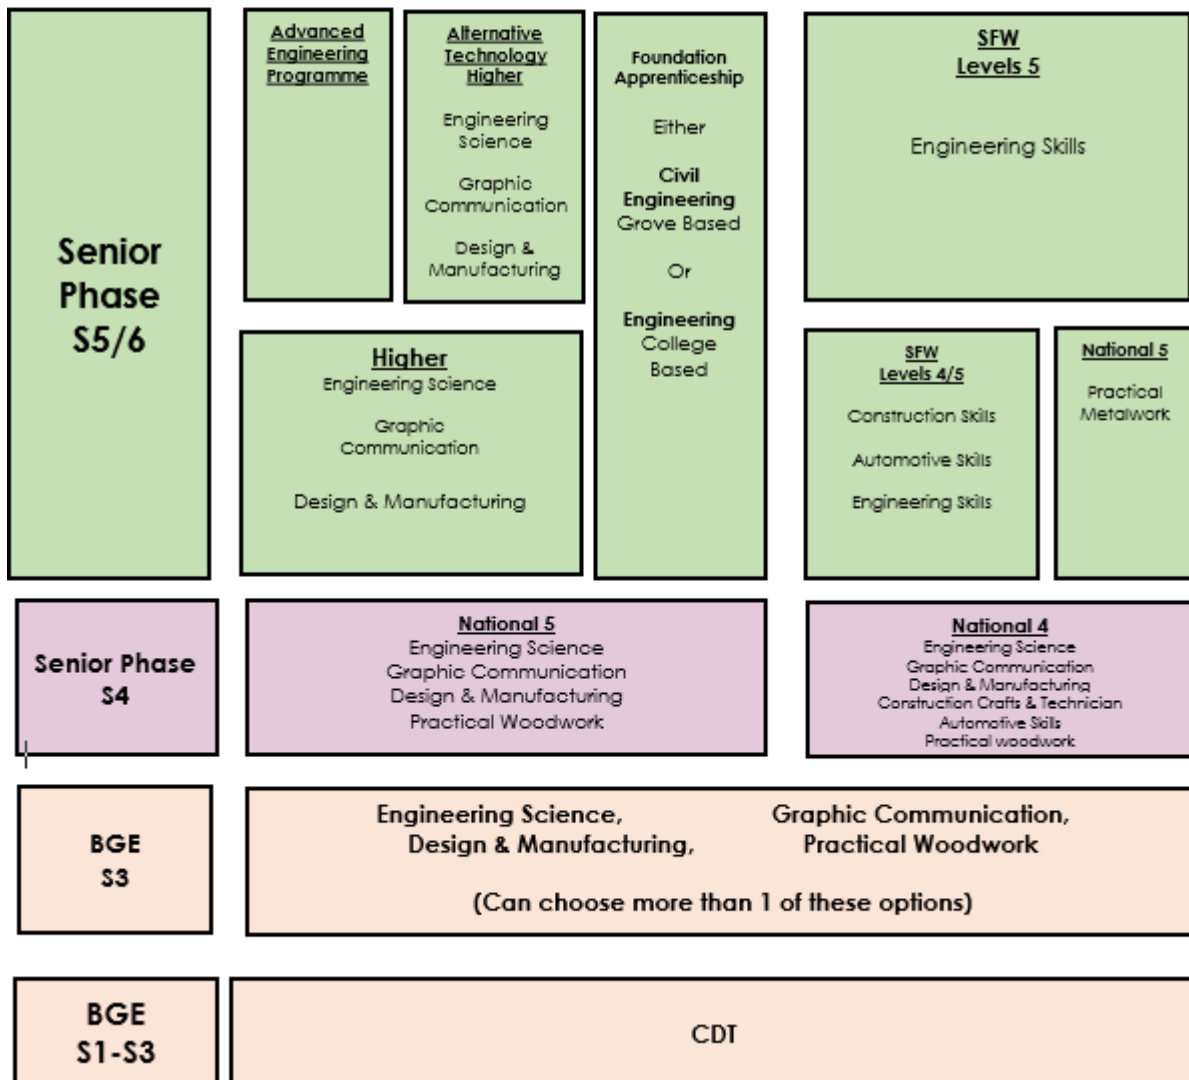 Senior
Phase
S5/6
Advanced
Engineering
Programme
Alternative
Technology
Higher
Engineering
Science
Graphic
Communication
Design &
Manufacturing
Foundation
Apprenticeship
Either
Civil
Engineering
Grove Based
Or
Engineering
College
Based
SFW
Levels 5
Engineering Skills
Higher
Engineering Science
Graphic
Communication
Design & Manufacturing
SFW
Levels 4/5
Construction Skills
Automotive Skills
Engineering Skills
National 5
Practical
Metalwork
Senior Phase
S4
National 5
Engineering Science
Graphic Communication
Design & Manufacturing
Practical Woodwork
National 4
Engineering Science
Graphic Communication
Design & Manufacturing
Construction Crafts & Technician
Automotive Skills
Practical woodwork
BGE
S3
Engineering Science, Graphic Communication,
Design & Manufacturing, Practical Woodwork
(Can choose more than 1 of these options)
BGE
S1-S3
CDT